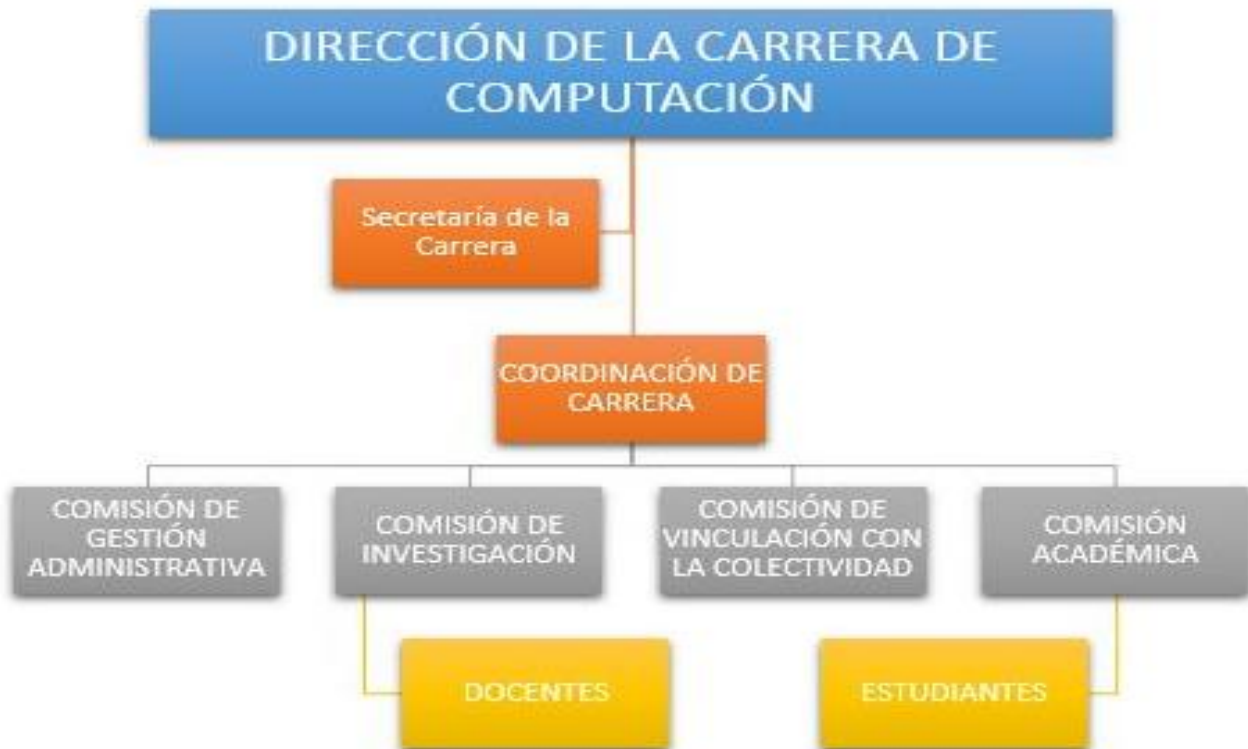 DIRECCIÓN DE LA CARRERA DE
COMPUTACIÓN
Secretaría de la
Carrera
COORDINACIÓN DE
CARRERA
COMISIÓN DE
GESTIÓN
ADMINISTRATIVA
COMISIÓN DE
INVESTIGACIÓN
COMISIÓN DE
VINCULACIÓN CON
LA COLECTIVIDAD
COMISIÓN
ACADÉMICA
DOCENTES
ESTUDIANTES